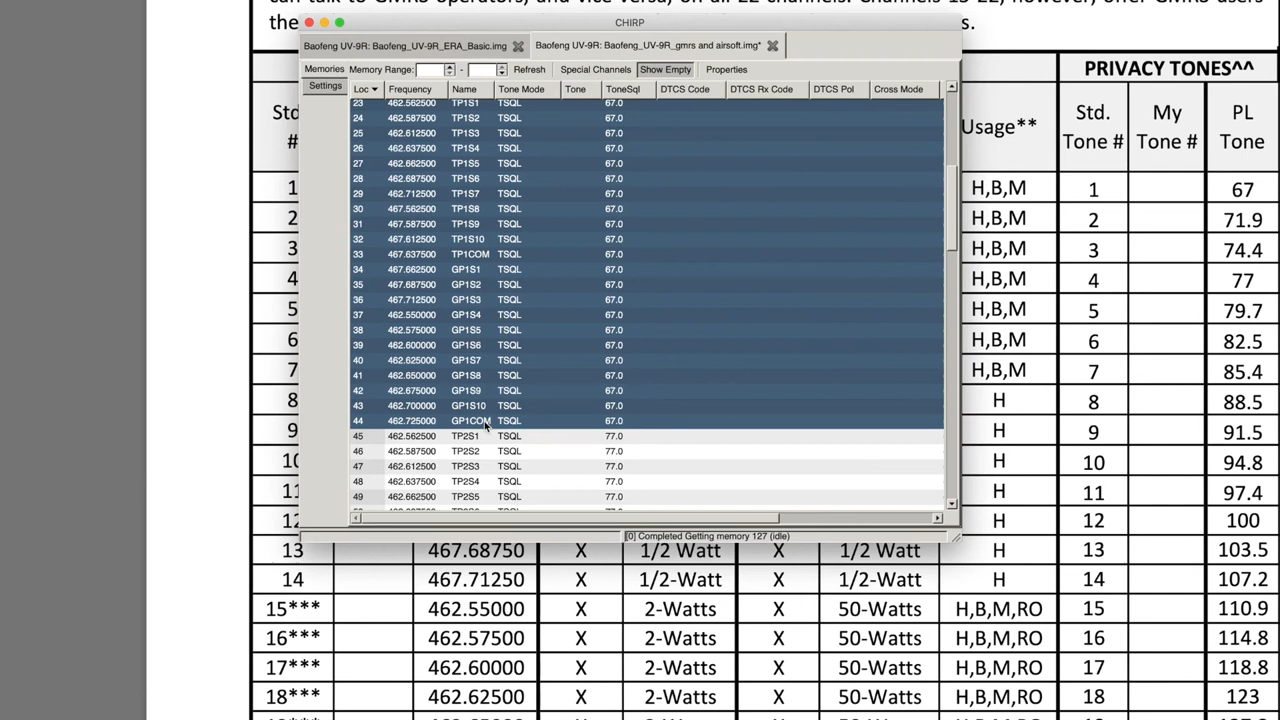 can talk to GMRS operators, and vice versa, on all 22 channels. Channels 15-22, however, offer GMRS users
the
s.
CHIRP
Baofeng UV-9R: Baofeng_UV-9R_ERA_Basic.img
Baofeng UV-9R: Baofeng_UV-9R_gmrs and airsoft.img*
Memories
Memory Range:
-
Refresh
Special Channels
Show Empty
Properties
Settings
Loc Frequency Name Tone Mode Tone ToneSql DTCS Code DTCS Rx Code DTCS Pol Cross Mode
23 462.562500 TP1S1 TSQL 67.0
24 462.587500 TP1S2 TSQL 67.0
25 462.612500 TP1S3 TSQL 67.0
26 462.637500 TP1S4 TSQL 67.0
27 462.662500 TP1S5 TSQL 67.0
28 462.687500 TP1S6 TSQL 67.0
29 462.712500 TP1S7 TSQL 67.0
30 467.562500 TP1S8 TSQL 67.0
31 467.587500 TP1S9 TSQL 67.0
32 467.612500 TP1S10 TSQL 67.0
33 467.637500 TP1COM TSQL 67.0
34 467.662500 GP1S1 TSQL 67.0
35 467.687500 GP1S2 TSQL 67.0
36 467.712500 GP1S3 TSQL 67.0
37 462.550000 GP1S4 TSQL 67.0
38 462.575000 GP1S5 TSQL 67.0
39 462.600000 GP1S6 TSQL 67.0
40 462.625000 GP1S7 TSQL 67.0
41 462.650000 GP1S8 TSQL 67.0
42 462.675000 GP1S9 TSQL 67.0
43 462.700000 GP1S10 TSQL 67.0
44 462.725000 GP1COM TSQL 67.0
45 462.562500 TP2S1 TSQL 77.0
46 462.587500 TP2S2 TSQL 77.0
47 462.612500 TP2S3 TSQL 77.0
48 462.637500 TP2S4 TSQL 77.0
49 462.662500 TP2S5 TSQL 77.0
[0] Completed Getting memory 127 (idle)
PRIVACY TONES^^
Std
#
Usage**
Std. Tone #
My Tone #
PL Tone
1 H,B,M 1 67
2 H,B,M 2 71.9
3 H,B,M 3 74.4
4 H,B,M 4 77
5 H,B,M 5 79.7
6 H,B,M 6 82.5
7 H,B,M 7 85.4
8 H 8 88.5
9 H 9 91.5
10 H 10 94.8
11 H 11 97.4
12 H 12 100
13 467.68750 X 1/2 Watt X 1/2 Watt H 13 103.5
14 467.71250 X 1/2-Watt X 1/2-Watt H 14 107.2
15*** 462.55000 X 2-Watts X 50-Watts H,B,M,RO 15 110.9
16*** 462.57500 X 2-Watts X 50-Watts H,B,M,RO 16 114.8
17*** 462.60000 X 2-Watts X 50-Watts H,B,M,RO 17 118.8
18*** 462.62500 X 2-Watts X 50-Watts H,B,M,RO 18 123